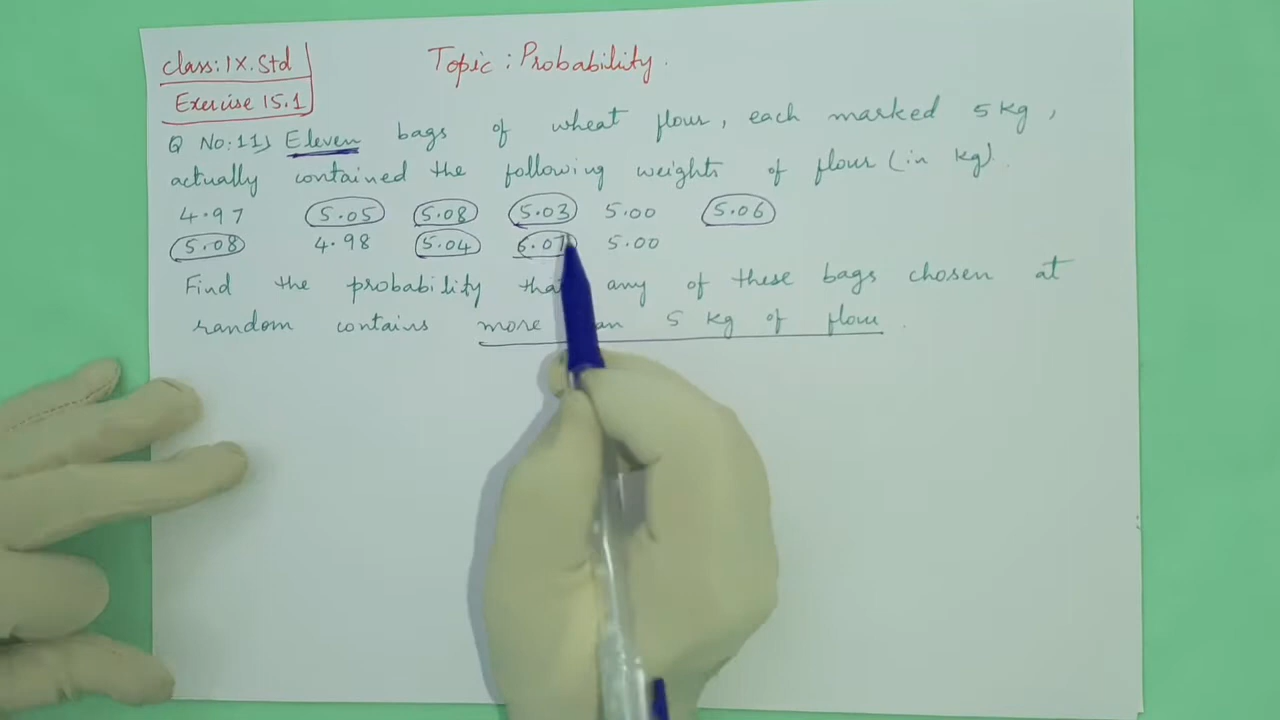 class: IX. Std
Topic : Probability.
Exercise 15.1
Q No: 11) Eleven bags of wheat flour, each marked 5 kg,
actually contained the following weights of flour (in kg).
4.97 5.05 5.08 5.03 5.00 5.06
5.08 4.98 5.04 5.00
Find the probability any of these bags chosen at
random contains more 5 kg of flour.